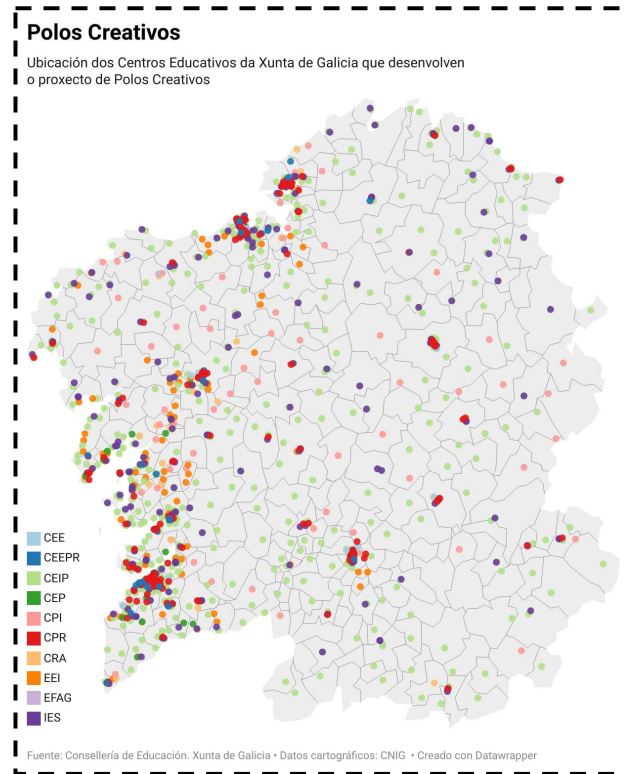 Polos Creativos
Ubicación dos Centros Educativos da Xunta de Galicia que desenvolven
o proxecto de Polos Creativos
CEE
CEEPR
CEIP
CEP
CPI
CPR
CRA
EEI
EFAG
IES
Fuente: Consellería de Educación. Xunta de Galicia • Datos cartográficos: CNIG • Creado con Datawrapper